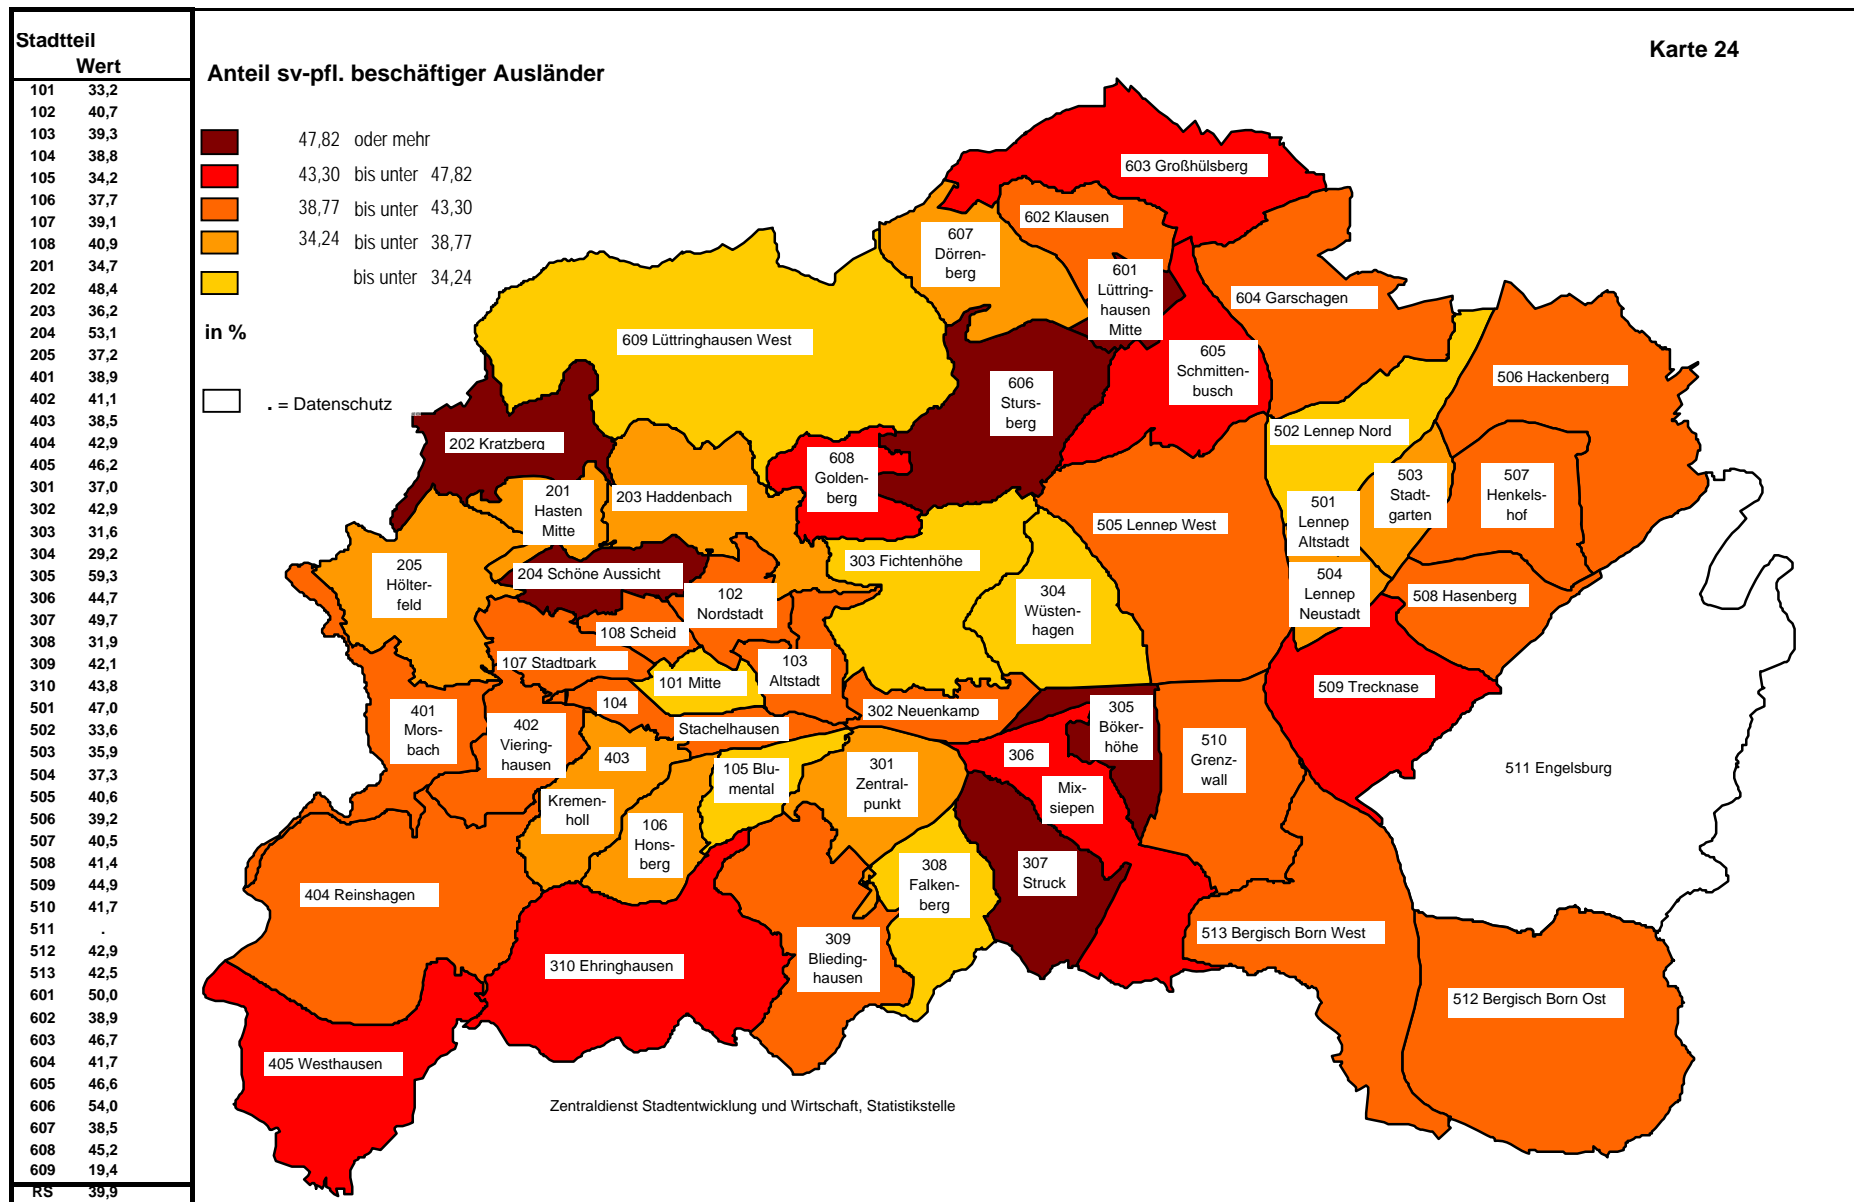 Stadtteil
Wert
101 33,2
102 40,7
103 39,3
104 38,8
105 34,2
106 37,7
107 39,1
108 40,9
201 34,7
202 48,4
203 36,2
204 53,1
205 37,2
401 38,9
402 41,1
403 38,5
404 42,9
405 46,2
301 37,0
302 42,9
303 31,6
304 29,2
305 59,3
306 44,7
307 49,7
308 31,9
309 42,1
310 43,8
501 47,0
502 33,6
503 35,9
504 37,3
505 40,6
506 39,2
507 40,5
508 41,4
509 44,9
510 41,7
511 .
512 42,9
513 42,5
601 50,0
602 38,9
603 46,7
604 41,7
605 46,6
606 54,0
607 38,5
608 45,2
609 19,4
RS 39,9
Karte 24
Anteil sv-pfl. beschäftiger Ausländer
47,82 oder mehr
43,30 bis unter 47,82
38,77 bis unter 43,30
34,24 bis unter 38,77
bis unter 34,24
in %
. = Datenschutz
603 Großhülsberg
602 Klausen
607
Dörren-
berg
601
Lüttring-
hausen
Mitte
604 Garschagen
609 Lüttringhausen West
605
Schmitten-
busch
606
Sturs-
berg
506 Hackenberg
502 Lennep Nord
202 Kratzberg
608
Golden-
berg
503
Stadt-
garten
507
Henkels-
hof
201
Hasten
Mitte
203 Haddenbach
501
Lennep
Altstadt
505 Lennep West
303 Fichtenhöhe
205
Hölter-
feld
204 Schöne Aussicht
102
Nordstadt
304
Wüsten-
hagen
504
Lennep
Neustadt
508 Hasenberg
108 Scheid
107 Stadtpark
103
Altstadt
101 Mitte
509 Trecknase
104
Stachelhausen
302 Neuenkamp
401
Mors-
bach
402
Viering-
hausen
305
Böker-
höhe
510
Grenz-
wall
403
Kremen-
holl
105 Blu-
mental
301
Zentral-
punkt
306
Mix-
siepen
511 Engelsburg
106
Hons-
berg
307
Struck
308
Falken-
berg
404 Reinshagen
309
Blieding-
hausen
513 Bergisch Born West
310 Ehringhausen
512 Bergisch Born Ost
405 Westhausen
Zentraldienst Stadtentwicklung und Wirtschaft, Statistikstelle